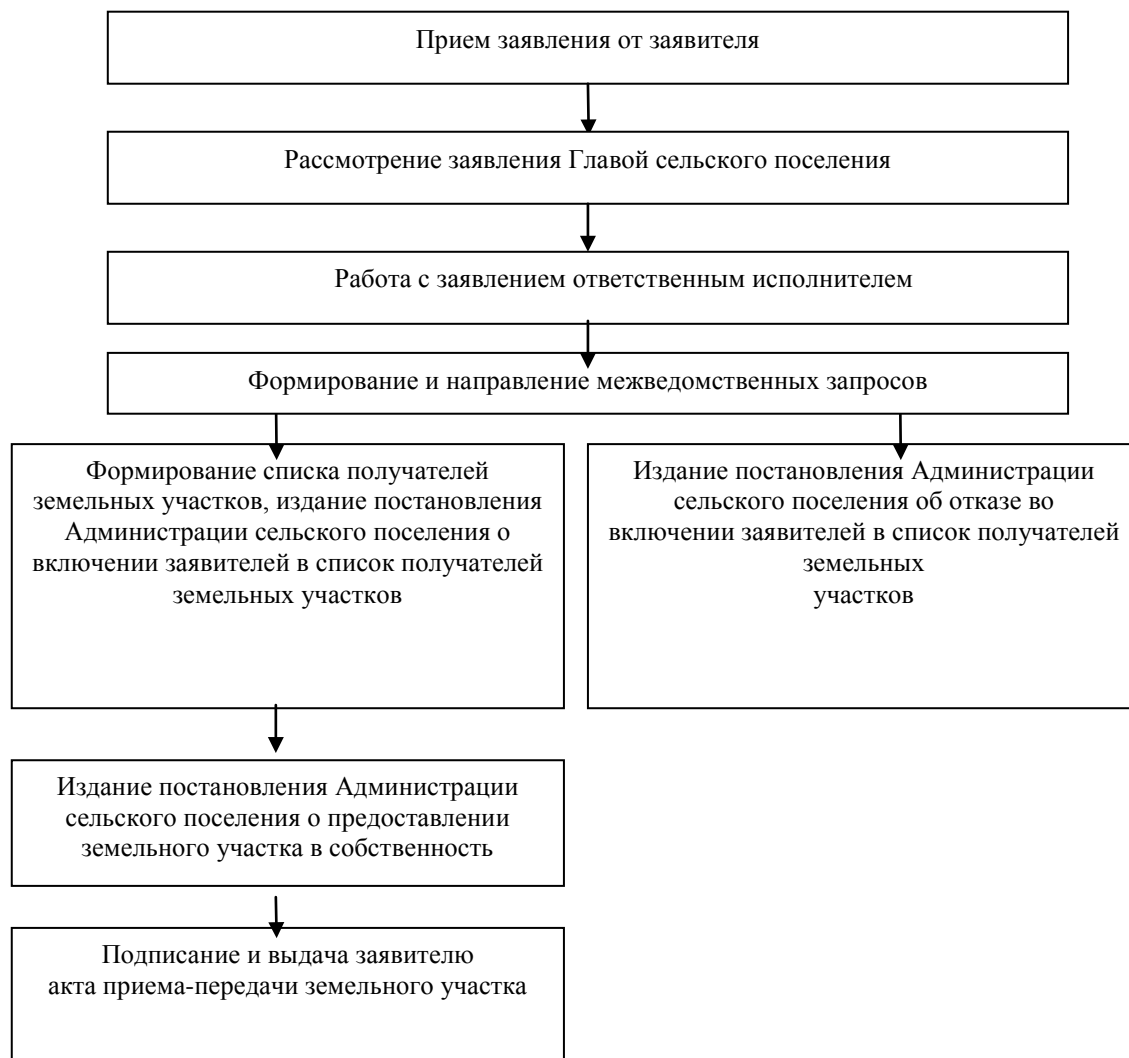 Прием заявления от заявителя
Рассмотрение заявления Главой сельского поселения
Работа с заявлением ответственным исполнителем
Формирование и направление межведомственных запросов
Формирование списка получателей
земельных участков, издание постановления
Администрации сельского поселения о
включении заявителей в список получателей
земельных участков
Издание постановления Администрации
сельского поселения об отказе во
включении заявителей в список получателей
земельных
участков
Издание постановления Администрации
сельского поселения о предоставлении
земельного участка в собственность
Подписание и выдача заявителю
акта приема-передачи земельного участка